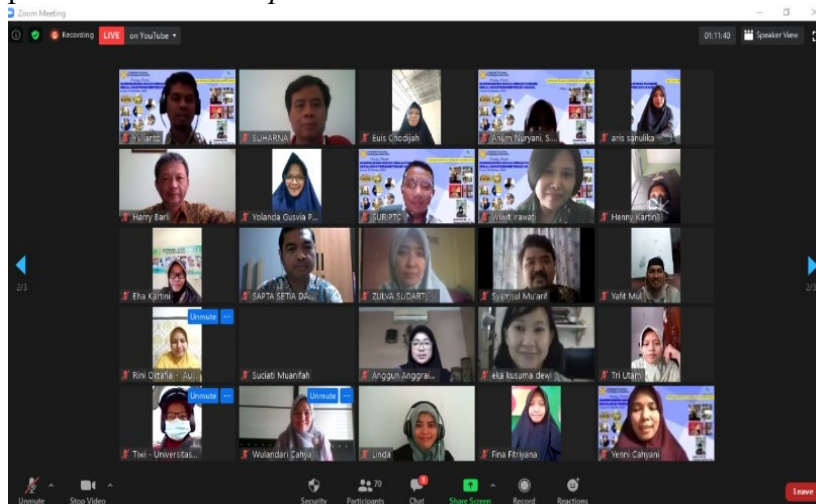 Zoom Meeting
Recording LIVE on YouTube 01:11:40 Speaker View
Yuliarto SUHARNA Euis Chodijah Anum Nuryani, S... aris sanulika
Harry Barli Yolanda Gusvia P... SURIPTO Wiwit irawati Henny Kartina
2/3 2/3
Eha Kartini SAPTA SETIA DA... ZULVA SUDARTI Syamsul Mu'arif Yafit Mul
Unmute ...
Rini Oktafia - Au... Suciati Muanifah Anggun Anggrai... eka kusuma dewi Tri Utami
Unmute ... Unmute ...
Tiwi - Universitas... Wulandari Cahya Linda Fina Fitriyana Yenni Cahyani
Unmute Stop Video Security Participants 70 Chat 1 Share Screen Record Reactions Leave